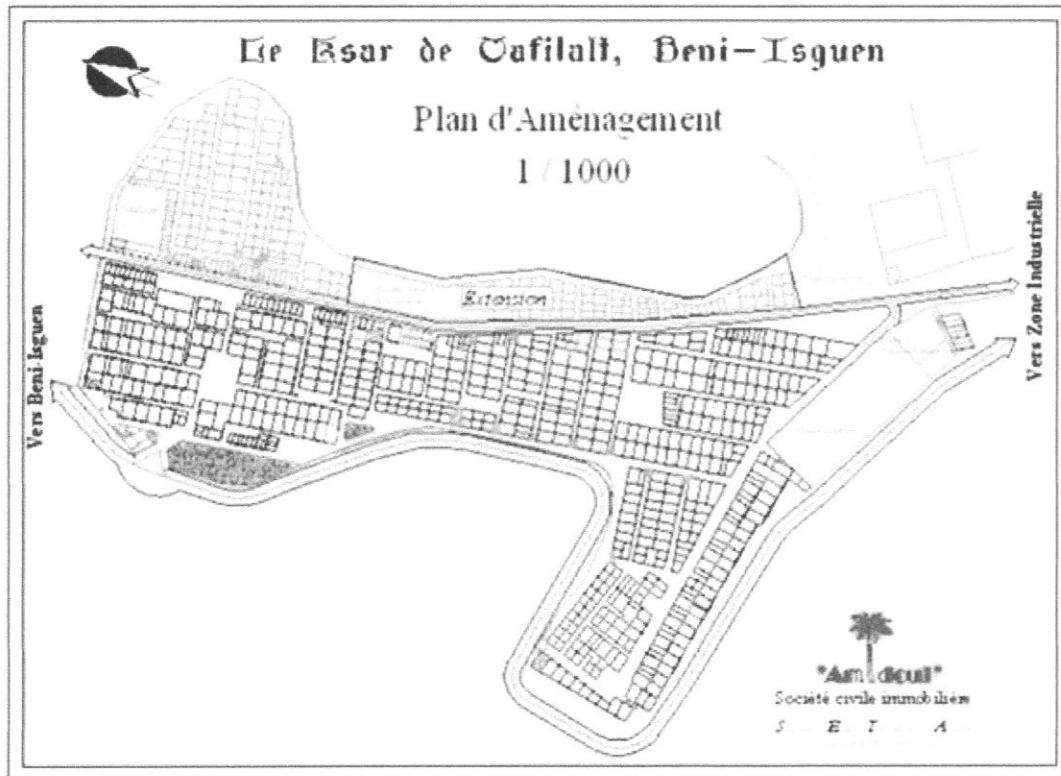 Le Ksar de Tafilalt, Beni-Isguen
Plan d'Aménagement
1 / 1000
Extension
Vers Beni-Isguen
Vers Zone Industrielle
"Amidoul"
Société civile immobilière
S E T A